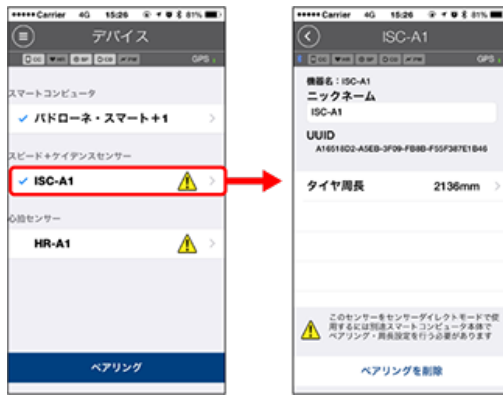 Carrier 4G 15:26 81%
デバイス
GPS
スマートコンピュータ
パドローネ・スマート+1
スピード+ケイデンスセンサー
ISC-A1
心拍センサー
HR-A1
ペアリング
Carrier 4G 15:26 81%
ISC-A1
GPS
機器名:ISC-A1
ニックネーム
ISC-A1
UUID
A16518D2-A5EB-3F09-FB8B-F55F387E1B46
タイヤ周長 2136mm
このセンサーをセンサーダイレクトモードで使
用するには別途スマートコンピュータ本体で
ペアリング・周長設定を行う必要があります
ペアリングを削除